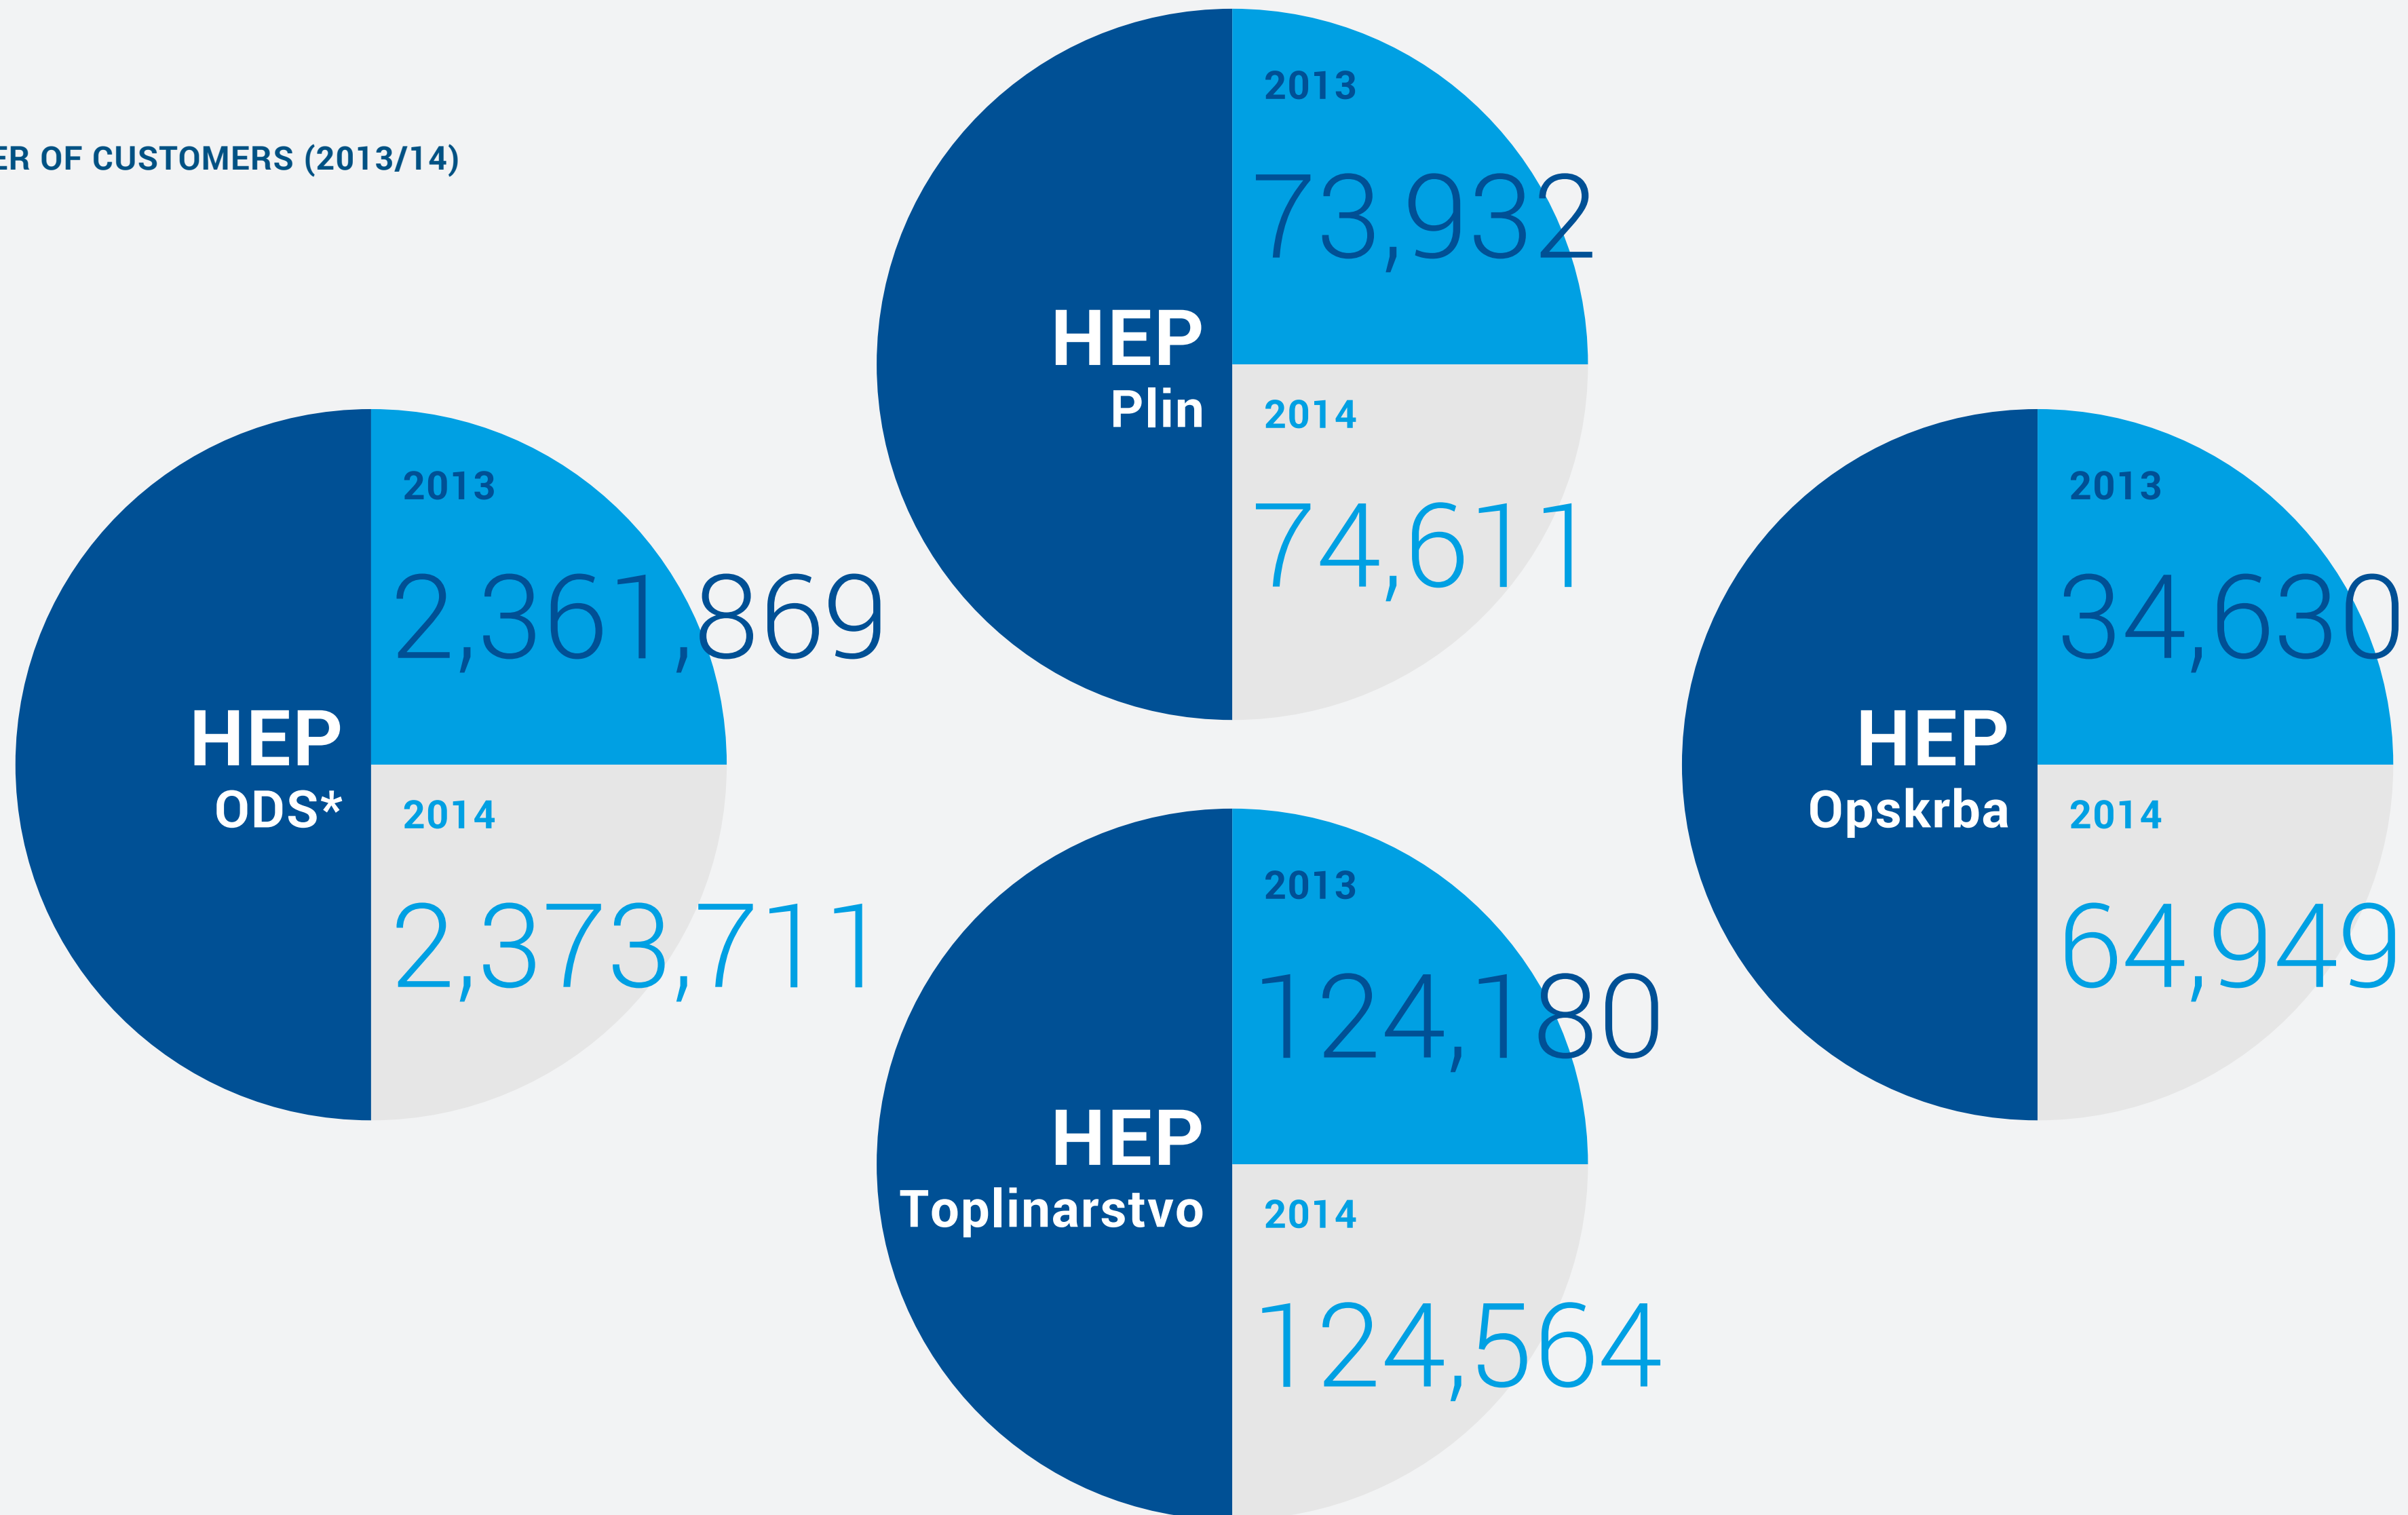 ER OF CUSTOMERS (2013/14)
HEP
ODS*
2013
2,361,869
2014
2,373,711
HEP
Plin
2013
73,932
2014
74,611
HEP
Toplinarstvo
2013
124,180
2014
124,564
HEP
Opskrba
2013
34,630
2014
64,949